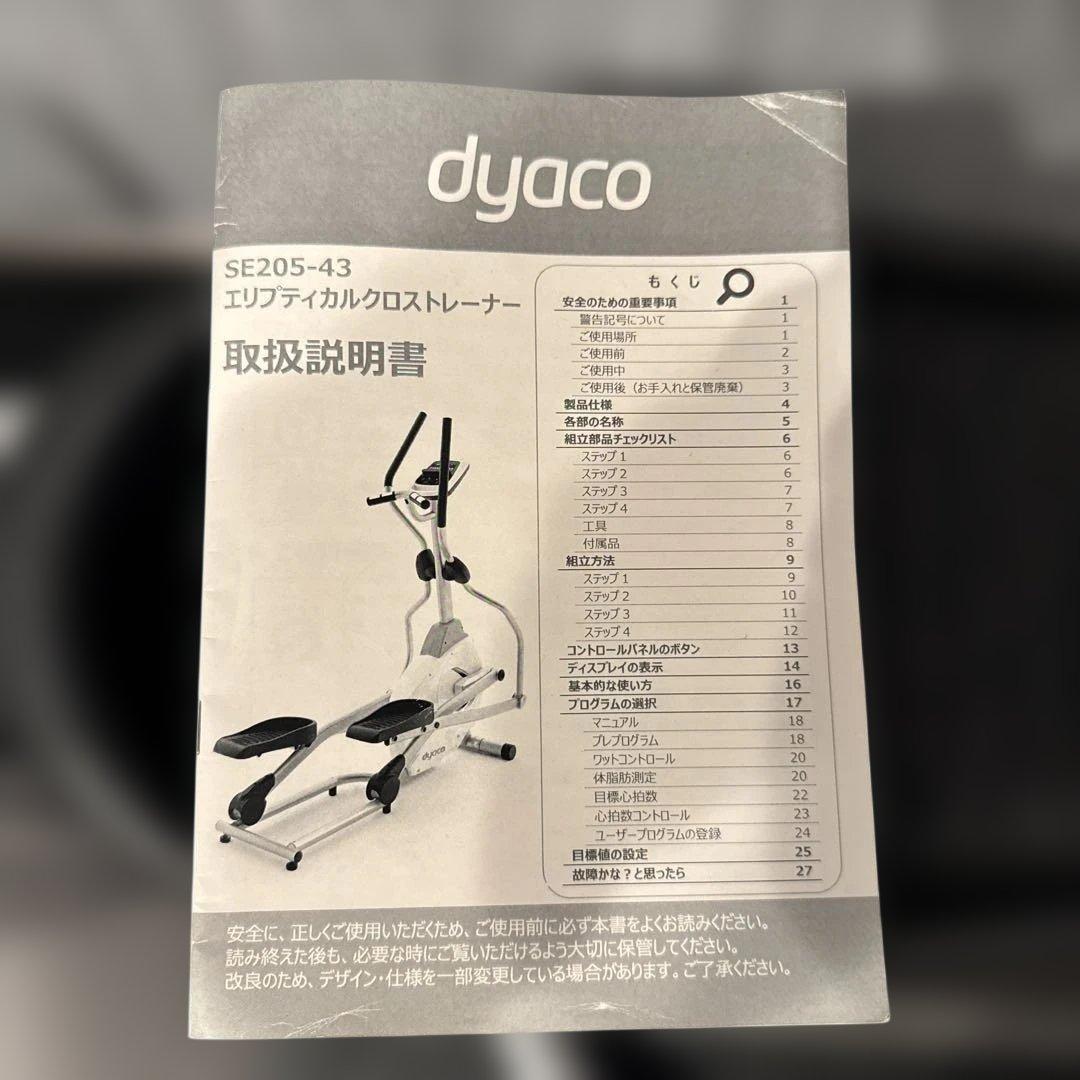 dyaco
SE205-43
エリプティカルクロストレーナー
取扱説明書
もくじ
安全のための重要事項 1
警告記号について 1
ご使用場所 1
ご使用前 2
ご使用中 3
ご使用後（お手入れと保管廃棄） 3
製品仕様 4
各部の名称 5
組立部品チェックリスト 6
ステップ 1 6
ステップ 2 6
ステップ 3 7
ステップ 4 7
工具 8
付属品 8
組立方法 9
ステップ 1 9
ステップ 2 10
ステップ 3 11
ステップ 4 12
コントロールパネルのボタン 13
ディスプレイの表示 14
基本的な使い方 16
プログラムの選択 17
マニュアル 18
プレプログラム 18
ワットコントロール 20
体脂肪測定 20
目標心拍数 22
心拍数コントロール 23
ユーザープログラムの登録 24
目標値の設定 25
故障かな？と思ったら 27
dyaco
安全に、正しくご使用いただくため、ご使用前に必ず本書をよくお読みください。
読み終えた後も、必要な時にご覧いただけるよう大切に保管してください。
改良のため、デザイン・仕様を一部変更している場合があります。ご了承ください。